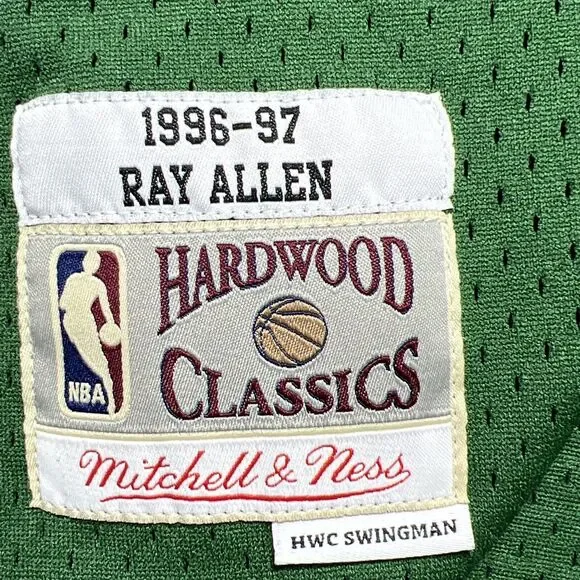 1996-97
RAY ALLEN
HARDWOOD
CLASSICS
NBA
Mitchell & Ness
HWC SWINGMAN